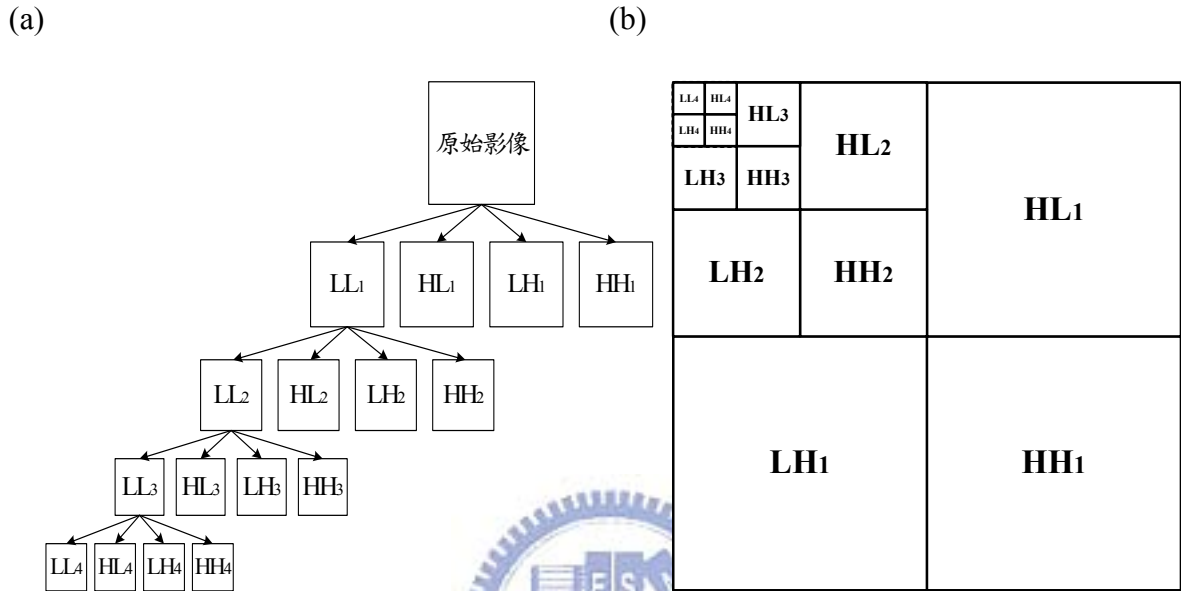 (a)
原始影像
LL1 HL1 LH1 HH1
LL2 HL2 LH2 HH2
LL3 HL3 LH3 HH3
LL4 HL4 LH4 HH4
(b)
LL4 HL4
LH4 HH4
HL3
LH3 HH3
HL2
LH2 HH2
HL1
LH1 HH1
E S